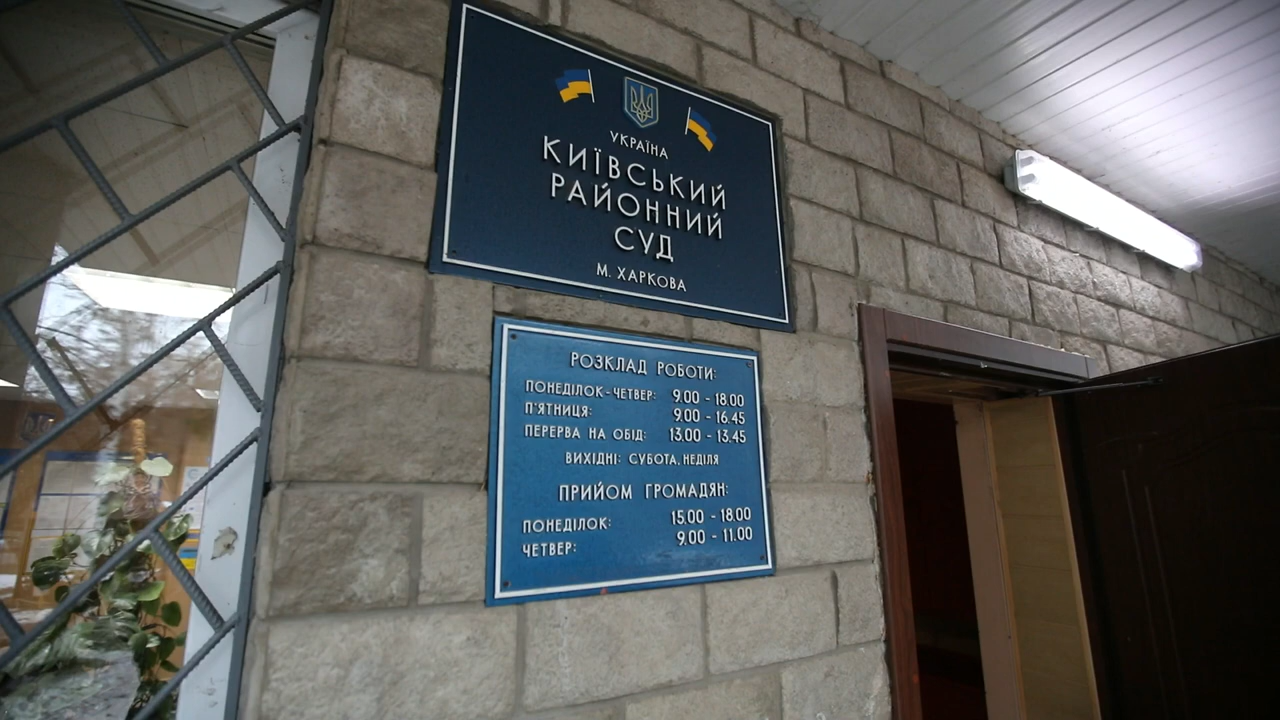 УКРАЇНА
КИЇВСЬКИЙ
РАЙОННИЙ
СУД
М. ХАРКОВА
РОЗКЛАД РОБОТИ:
ПОНЕДІЛОК-ЧЕТВЕР: 9.00 - 18.00
П'ЯТНИЦЯ: 9.00 - 16.45
ПЕРЕРВА НА ОБІД: 13.00 - 13.45
ВИХІДНІ: СУБОТА, НЕДІЛЯ
ПРИЙОМ ГРОМАДЯН:
ПОНЕДІЛОК: 15.00 - 18.00
ЧЕТВЕР: 9.00 - 11.00